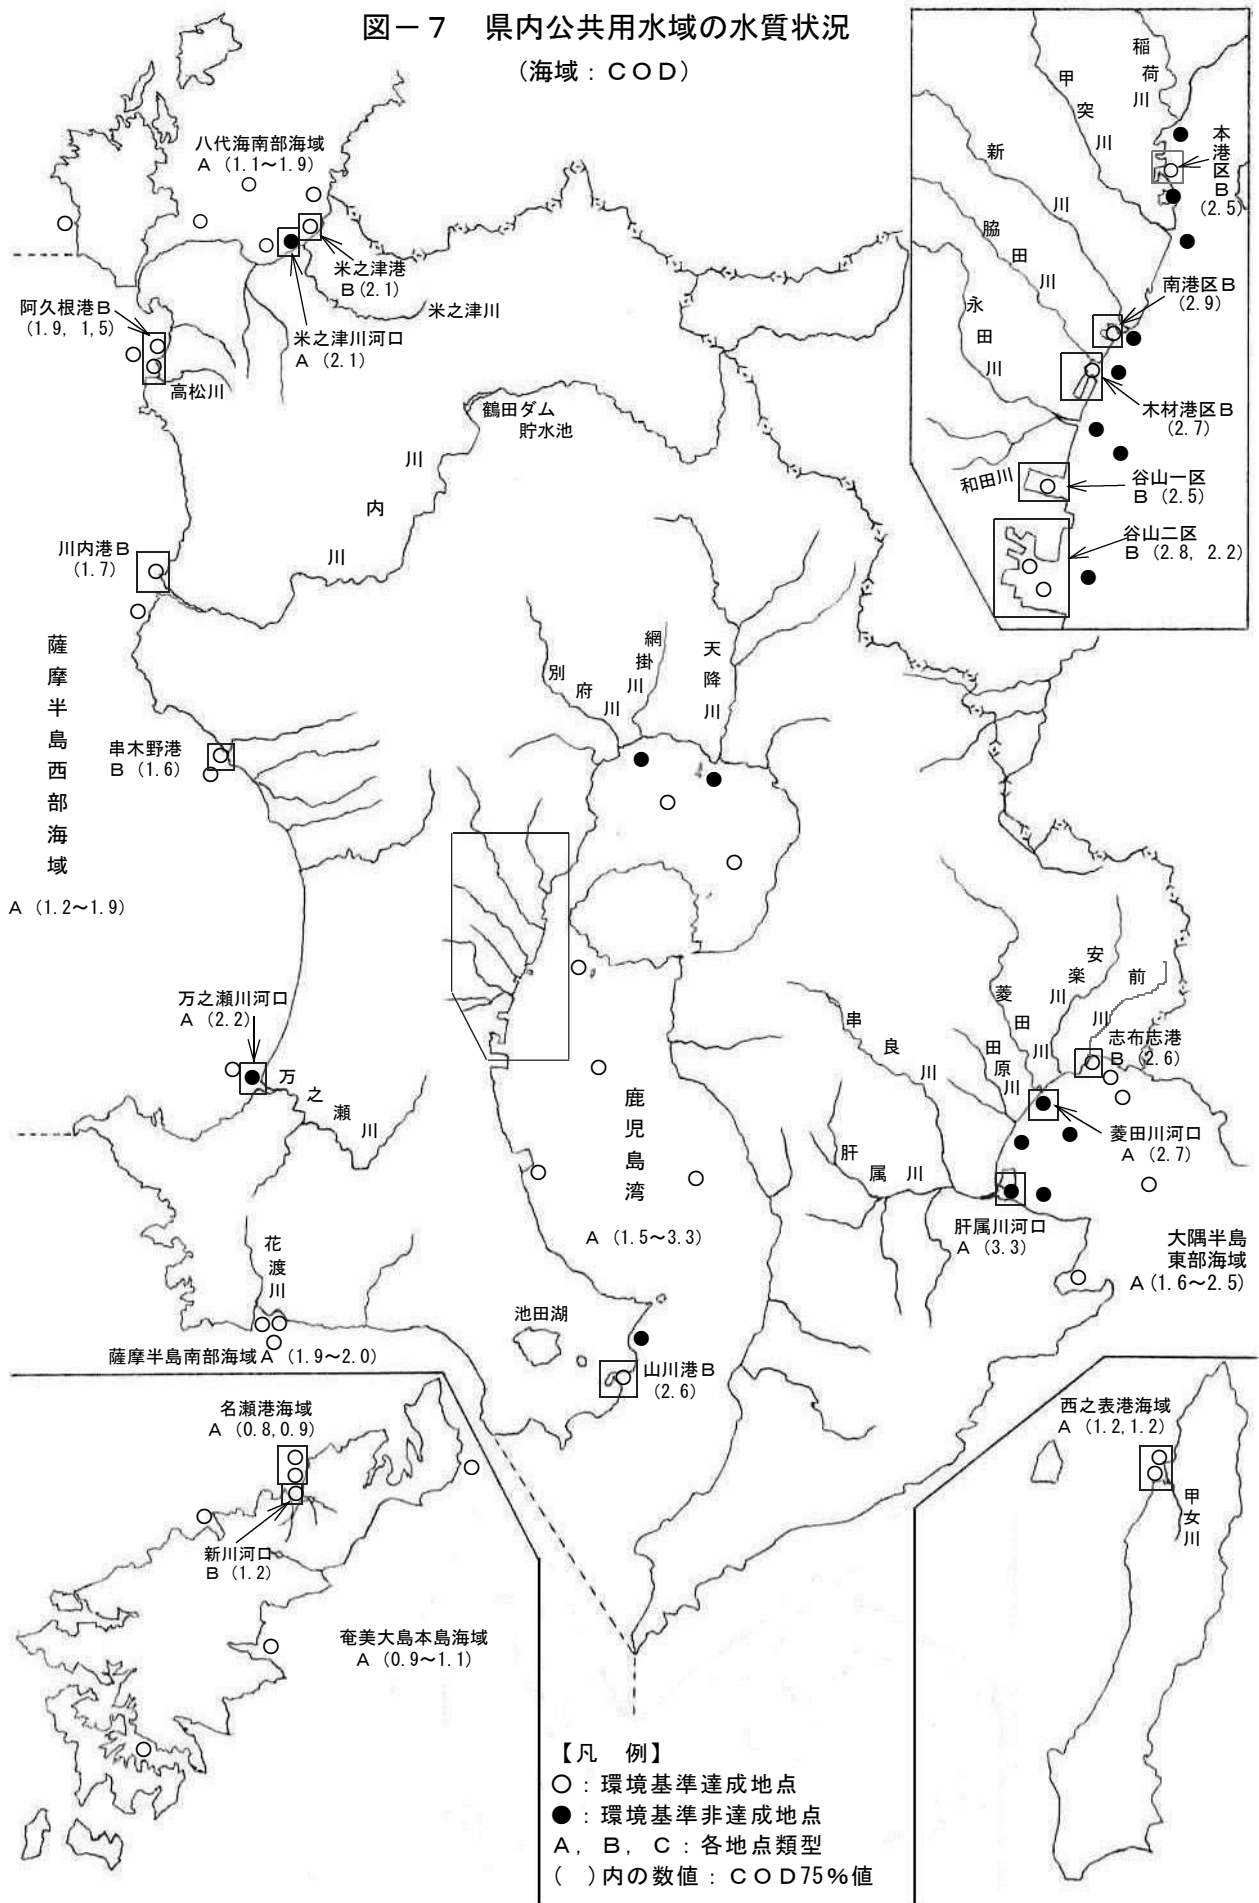 図－７　県内公共用水域の水質状況
（海域：ＣＯＤ）
八代海南部海域
A (1.1～1.9)
米之津港
B (2.1)
米之津川
米之津川河口
A (2.1)
阿久根港B
(1.9, 1,5)
高松川
鶴田ダム
貯水池
川内川
川内港B
(1.7)
薩摩半島西部海域
A (1.2～1.9)
串木野港
B (1.6)
別府川
網掛川
天降川
万之瀬川河口
A (2.2)
万之瀬川
鹿児島湾
A (1.5～3.3)
花渡川
池田湖
薩摩半島南部海域A (1.9～2.0)
山川港B
(2.6)
串良川
肝属川
田原川
菱田川
安楽川
前川
志布志港
B (2.6)
菱田川河口
A (2.7)
肝属川河口
A (3.3)
大隅半島
東部海域
A (1.6～2.5)
稲荷川
甲突川
新川
脇田川
永田川
和田川
本港区B
(2.5)
南港区B
(2.9)
木材港区B
(2.7)
谷山一区
B (2.5)
谷山二区
B (2.8, 2.2)
名瀬港海域
A (0.8,0.9)
新川河口
B (1.2)
奄美大島本島海域
A (0.9～1.1)
西之表港海域
A (1.2,1.2)
甲女川
【凡　例】
○：環境基準達成地点
●：環境基準非達成地点
A, B, C：各地点類型
(　)内の数値：ＣＯＤ75%値